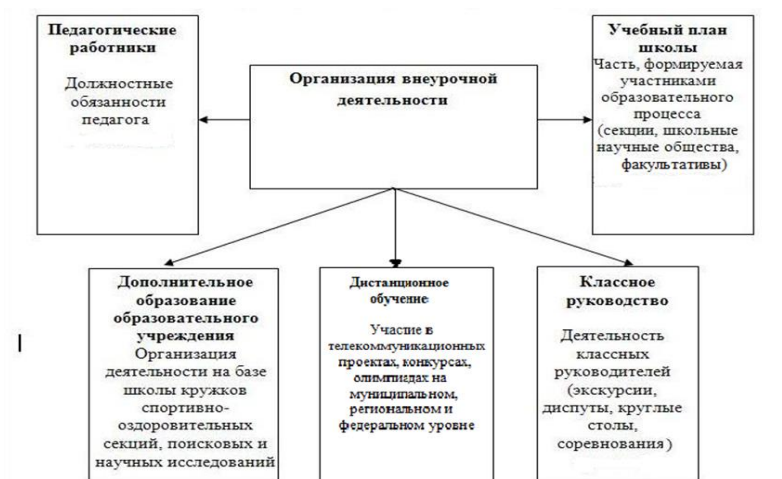 Педагогические
работники
Должностные
обязанности
педагога
Организация внеурочной
деятельности
Учебный план
школы
Часть, формируемая
участниками
образовательного
процесса
(секции, школьные
научные общества,
факультативы)
Дополнительное
образование
образовательного
учреждения
Организация
деятельности на базе
школы кружков
спортивно-
оздоровительных
секций, поисковых и
научных исследований
Дистанционное
обучение
Участие в
телекоммуникационных
проектах, конкурсах,
олимпиадах на
муниципальном,
региональном и
федеральном уровне
Классное
руководство
Деятельность
классных
руководителей
(экскурсии,
диспуты, круглые
столы,
соревнования)